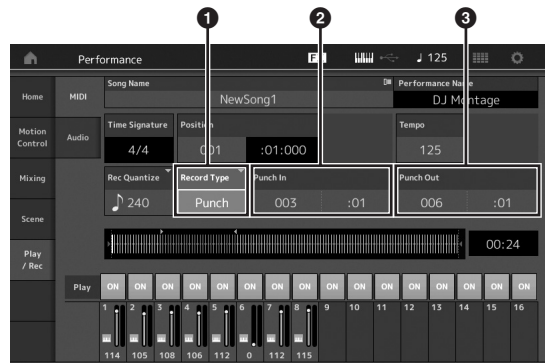 1 2 3
Performance F 125
Home MIDI Song Name NewSong1 Performance Name DJ Montage
Motion Control Audio Time Signature 4/4 Position 001 :01:000 Tempo 125
Mixing Rec Quantize 240 Record Type Punch Punch In 003 :01 Punch Out 006 :01
Scene
Play / Rec 00:24
Play ON ON ON ON ON ON ON ON ON ON ON ON ON ON ON ON
1 2 3 4 5 6 7 8 9 10 11 12 13 14 15 16
114 105 108 106 112 0 112 115